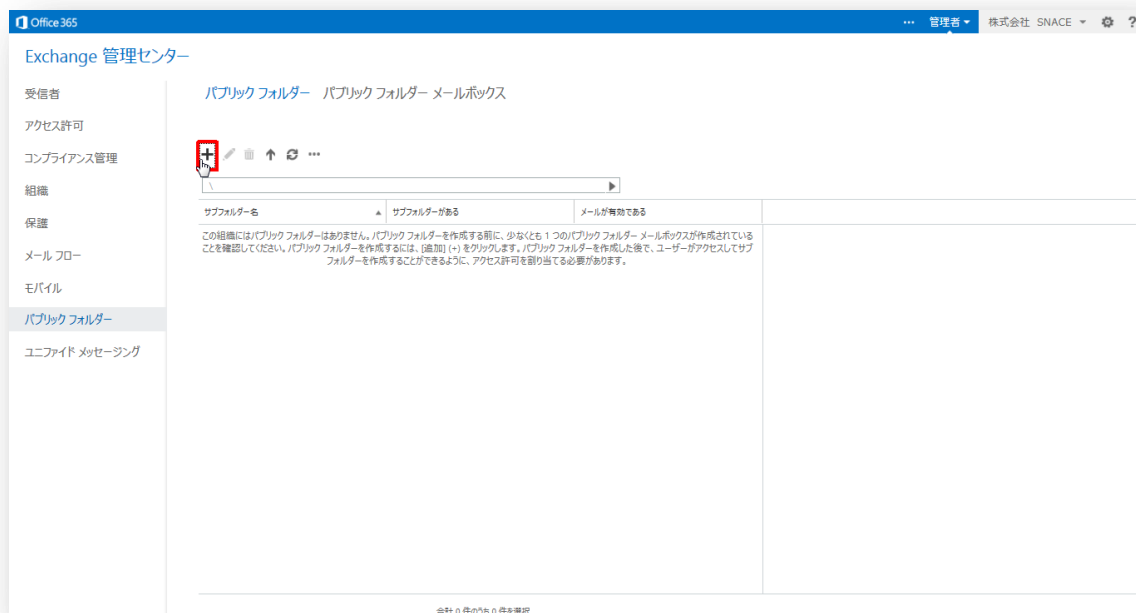 Office 365
••• 管理者 株式会社 SNACE ?
Exchange 管理センター
受信者
アクセス許可
コンプライアンス管理
組織
保護
メール フロー
モバイル
パブリック フォルダー
ユニファイド メッセージング
パブリック フォルダー パブリック フォルダー メールボックス
\
サブフォルダー名 サブフォルダーがある メールが有効である
この組織にはパブリック フォルダーはありません。パブリック フォルダーを作成する前に、少なくとも 1 つのパブリック フォルダー メールボックスが作成されている
ことを確認してください。パブリック フォルダーを作成するには、[追加] (+) をクリックします。パブリック フォルダーを作成した後で、ユーザーがアクセスしてサブ
フォルダーを作成することができるように、アクセス許可を割り当てる必要があります。
合計 0 件のうち 0 件を選択